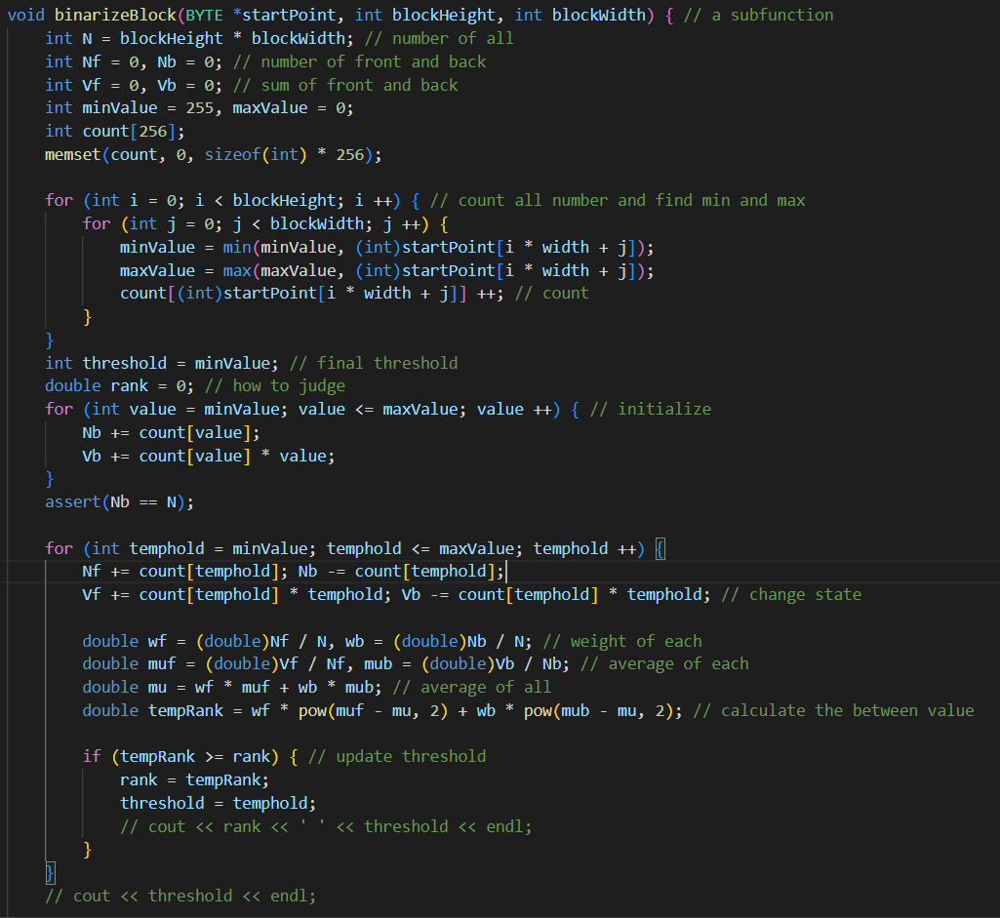 void binarizeBlock(BYTE *startPoint, int blockHeight, int blockWidth) { // a subfunction
    int N = blockHeight * blockWidth; // number of all
    int Nf = 0, Nb = 0; // number of front and back
    int Vf = 0, Vb = 0; // sum of front and back
    int minValue = 255, maxValue = 0;
    int count[256];
    memset(count, 0, sizeof(int) * 256);

    for (int i = 0; i < blockHeight; i ++) { // count all number and find min and max
        for (int j = 0; j < blockWidth; j ++) {
            minValue = min(minValue, (int)startPoint[i * width + j]);
            maxValue = max(maxValue, (int)startPoint[i * width + j]);
            count[(int)startPoint[i * width + j]] ++; // count
        }
    }
    int threshold = minValue; // final threshold
    double rank = 0; // how to judge
    for (int value = minValue; value <= maxValue; value ++) { // initialize
        Nb += count[value];
        Vb += count[value] * value;
    }
    assert(Nb == N);

    for (int temphold = minValue; temphold <= maxValue; temphold ++) {
        Nf += count[temphold]; Nb -= count[temphold];
        Vf += count[temphold] * temphold; Vb -= count[temphold] * temphold; // change state

        double wf = (double)Nf / N, wb = (double)Nb / N; // weight of each
        double muf = (double)Vf / Nf, mub = (double)Vb / Nb; // average of each
        double mu = wf * muf + wb * mub; // average of all
        double tempRank = wf * pow(muf - mu, 2) + wb * pow(mub - mu, 2); // calculate the between value

        if (tempRank >= rank) { // update threshold
            rank = tempRank;
            threshold = temphold;
            // cout << rank << ' ' << threshold << endl;
        }
    }
    // cout << threshold << endl;